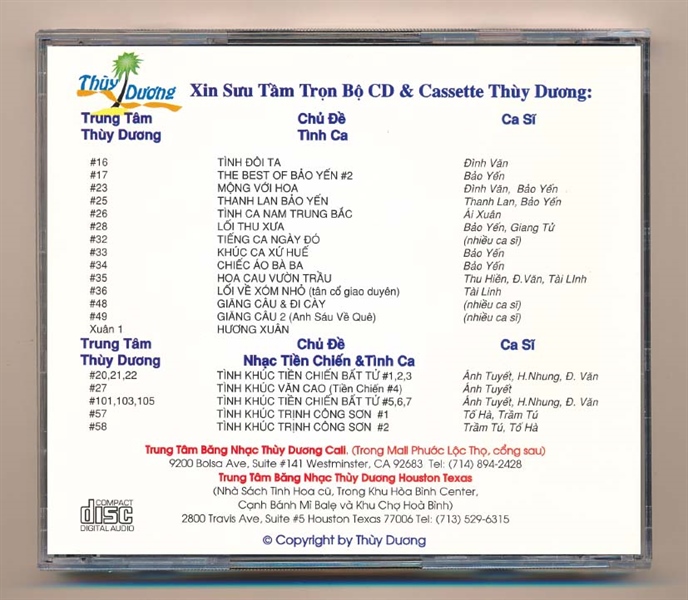 Thùy Dương
Xin Sưu Tầm Trọn Bộ CD & Cassette Thùy Dương:
Trung Tâm Chủ Đề Ca Sĩ
Thùy Dương Tình Ca
#16 TÌNH ĐÔI TA Đình Văn
#17 THE BEST OF BẢO YẾN #2 Bảo Yến
#23 MỘNG VỚI HOA Đình Văn, Bảo Yến
#25 THANH LAN BẢO YẾN Thanh Lan, Bảo Yến
#26 TÌNH CA NAM TRUNG BẮC Ái Xuân
#28 LỐI THU XƯA Bảo Yến, Giang Tử
#32 TIẾNG CA NGÀY ĐÓ (nhiều ca sĩ)
#33 KHÚC CA XỨ HUẾ Bảo Yến
#34 CHIẾC ÁO BÀ BA Bảo Yến
#35 HOA CAU VƯỜN TRẦU Thu Hiền, Đ.Văn, Tài LInh
#36 LỐI VỀ XÓM NHỎ (tân cổ giao duyên) Tài Linh
#48 GIĂNG CÂU & ĐI CÀY (nhiều ca sĩ)
#49 GIĂNG CÂU 2 (Anh Sáu Về Quê) (nhiều ca sĩ)
Xuân 1 HƯƠNG XUÂN
Trung Tâm Chủ Đề Ca Sĩ
Thùy Dương Nhạc Tiền Chiến &Tình Ca
#20,21,22 TÌNH KHÚC TIỀN CHIẾN BẤT TỬ #1,2,3 Ánh Tuyết, H.Nhung, Đ. Văn
#27 TÌNH KHÚC VĂN CAO (Tiền Chiến #4) Ánh Tuyết
#101,103,105 TÌNH KHÚC TIỀN CHIẾN BẤT TỬ #5,6,7 Ánh Tuyết, H.Nhung, Đ. Văn
#57 TÌNH KHÚC TRỊNH CÔNG SƠN #1 Tố Hà, Trầm Tú
#58 TÌNH KHÚC TRỊNH CÔNG SƠN #2 Trầm Tú, Tố Hà
Trung Tâm Băng Nhạc Thùy Dương Cali. (Trong Mall Phước Lộc Thọ, cổng sau)
9200 Bolsa Ave, Suite #141 Westminster, CA 92683 Tel: (714) 894-2428
Trung Tâm Băng Nhạc Thùy Dương Houston Texas
(Nhà Sách Tinh Hoa cũ, Trong Khu Hòa Bình Center,
Cạnh Bánh Mì Balẹ và Khu Chợ Hoà Bình)
2800 Travis Ave, Suite #5 Houston Texas 77006 Tel: (713) 529-6315
COMPACT
disc
DIGITAL AUDIO
© Copyright by Thùy Dương